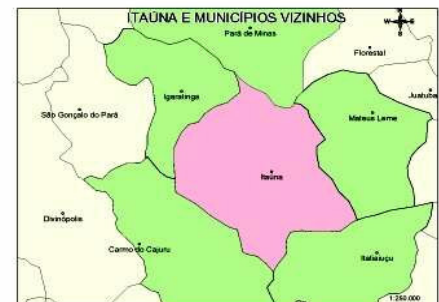 ITAÚNA E MUNICÍPIOS VIZINHOS
Pará de Minas
W E
Florestal
Igaratinga
Juatuba
São Gonçalo do Pará
Mateus Leme
Itaúna
Divinópolis
Carmo do Cajuru
Itatiaiuçu
1:250.000